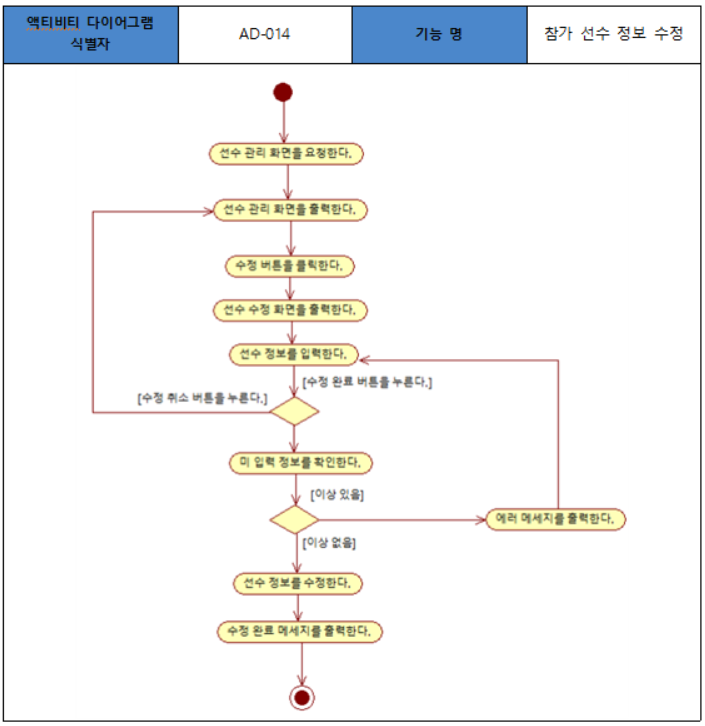 액티비티 다이어그램
식별자
AD-014
기능 명
참가 선수 정보 수정
선수 관리 화면을 요청한다.
선수 관리 화면을 출력한다.
수정 버튼을 클릭한다.
선수 수정 화면을 출력한다.
선수 정보를 입력한다.
[수정 완료 버튼을 누른다.]
[수정 취소 버튼을 누른다.]
미 입력 정보를 확인한다.
[이상 있음]
에러 메세지를 출력한다.
[이상 없음]
선수 정보를 수정한다.
수정 완료 메세지를 출력한다.